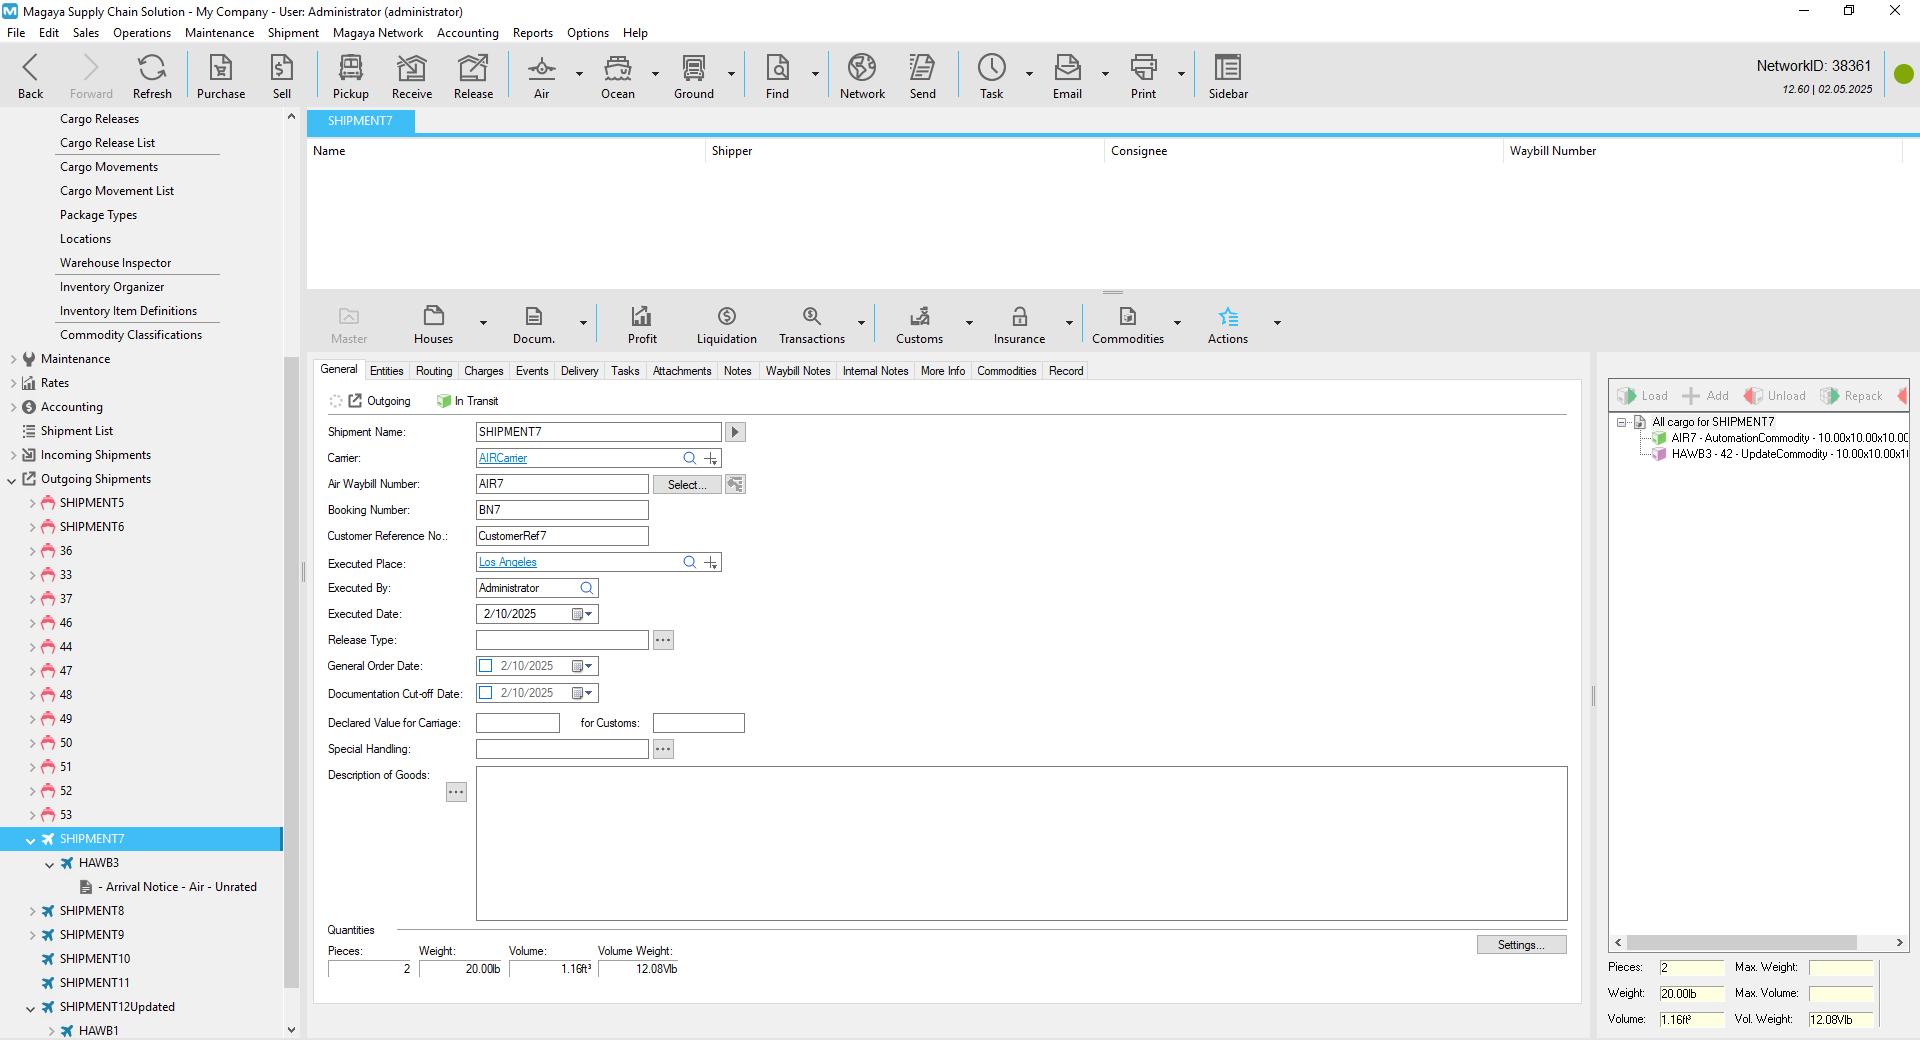 Magaya Supply Chain Solution - My Company - User: Administrator (administrator)
File Edit Sales Operations Maintenance Shipment Magaya Network Accounting Reports Options Help
Back Forward Refresh Purchase Sell Pickup Receive Release Air Ocean Ground Find Network Send Task Email Print Sidebar
NetworkID: 38361
12.60 | 02.05.2025
Cargo Releases
Cargo Release List
Cargo Movements
Cargo Movement List
Package Types
Locations
Warehouse Inspector
Inventory Organizer
Inventory Item Definitions
Commodity Classifications
Maintenance
Rates
Accounting
Shipment List
Incoming Shipments
Outgoing Shipments
SHIPMENT5
SHIPMENT6
36
33
37
46
44
47
48
49
50
51
52
53
SHIPMENT7
HAWB3
- Arrival Notice - Air - Unrated
SHIPMENT8
SHIPMENT9
SHIPMENT10
SHIPMENT11
SHIPMENT12Updated
HAWB1
SHIPMENT7
Name Shipper Consignee Waybill Number
Master Houses Docum. Profit Liquidation Transactions Customs Insurance Commodities Actions
General Entities Routing Charges Events Delivery Tasks Attachments Notes Waybill Notes Internal Notes More Info Commodities Record
Outgoing In Transit
Shipment Name: SHIPMENT7
Carrier: AIRCarrier
Air Waybill Number: AIR7 Select...
Booking Number: BN7
Customer Reference No.: CustomerRef7
Executed Place: Los Angeles
Executed By: Administrator
Executed Date: 2/10/2025
Release Type:
General Order Date: 2/10/2025
Documentation Cut-off Date: 2/10/2025
Declared Value for Carriage: for Customs:
Special Handling:
Description of Goods:
Quantities
Settings...
Pieces: Weight: Volume: Volume Weight:
2 20.00lb 1.16ft³ 12.08Vlb
Load Add Unload Repack
All cargo for SHIPMENT7
AIR7 - AutomationCommodity - 10.00x10.00x10.00
HAWB3 - 42 - UpdateCommodity - 10.00x10.00x1
Pieces: 2 Max. Weight:
Weight: 20.00lb Max. Volume:
Volume: 1.16ft³ Vol. Weight: 12.08Vlb